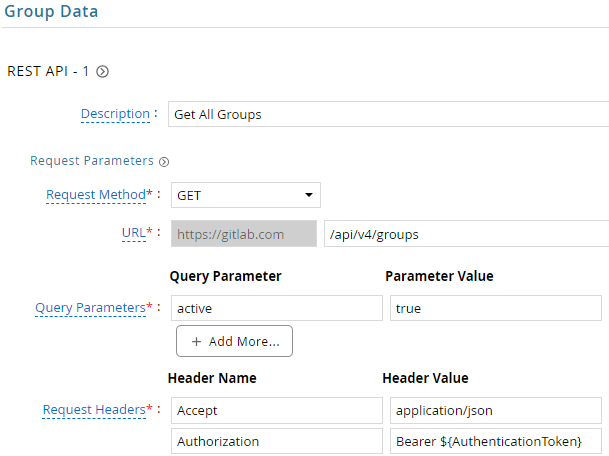 Group Data
REST API - 1
Description :
Get All Groups
Request Parameters
Request Method* :
GET
URL* :
https://gitlab.com
/api/v4/groups
Query Parameter
Parameter Value
Query Parameters* :
active
true
+ Add More...
Header Name
Header Value
Request Headers* :
Accept
application/json
Authorization
Bearer ${AuthenticationToken}